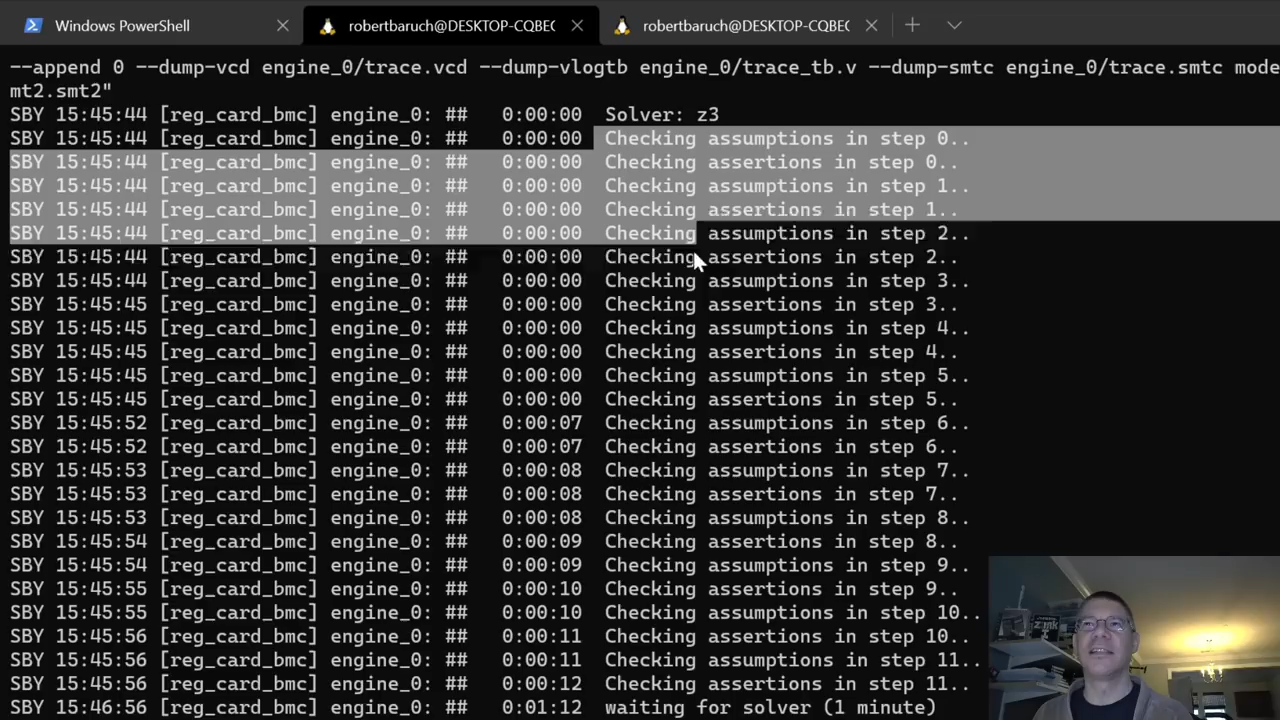 Windows PowerShell
robertbaruch@DESKTOP-CQBEC
robertbaruch@DESKTOP-CQBEC
--append 0 --dump-vcd engine_0/trace.vcd --dump-vlogtb engine_0/trace_tb.v --dump-smtc engine_0/trace.smtc mode
mt2.smt2"
SBY 15:45:44 [reg_card_bmc] engine_0: ## 0:00:00 Solver: z3
SBY 15:45:44 [reg_card_bmc] engine_0: ## 0:00:00 Checking assumptions in step 0..
SBY 15:45:44 [reg_card_bmc] engine_0: ## 0:00:00 Checking assertions in step 0..
SBY 15:45:44 [reg_card_bmc] engine_0: ## 0:00:00 Checking assumptions in step 1..
SBY 15:45:44 [reg_card_bmc] engine_0: ## 0:00:00 Checking assertions in step 1..
SBY 15:45:44 [reg_card_bmc] engine_0: ## 0:00:00 Checking assumptions in step 2..
SBY 15:45:44 [reg_card_bmc] engine_0: ## 0:00:00 Checking assertions in step 2..
SBY 15:45:44 [reg_card_bmc] engine_0: ## 0:00:00 Checking assumptions in step 3..
SBY 15:45:45 [reg_card_bmc] engine_0: ## 0:00:00 Checking assertions in step 3..
SBY 15:45:45 [reg_card_bmc] engine_0: ## 0:00:00 Checking assumptions in step 4..
SBY 15:45:45 [reg_card_bmc] engine_0: ## 0:00:00 Checking assertions in step 4..
SBY 15:45:45 [reg_card_bmc] engine_0: ## 0:00:00 Checking assumptions in step 5..
SBY 15:45:45 [reg_card_bmc] engine_0: ## 0:00:00 Checking assertions in step 5..
SBY 15:45:52 [reg_card_bmc] engine_0: ## 0:00:07 Checking assumptions in step 6..
SBY 15:45:52 [reg_card_bmc] engine_0: ## 0:00:07 Checking assertions in step 6..
SBY 15:45:53 [reg_card_bmc] engine_0: ## 0:00:08 Checking assumptions in step 7..
SBY 15:45:53 [reg_card_bmc] engine_0: ## 0:00:08 Checking assertions in step 7..
SBY 15:45:53 [reg_card_bmc] engine_0: ## 0:00:08 Checking assumptions in step 8..
SBY 15:45:54 [reg_card_bmc] engine_0: ## 0:00:09 Checking assertions in step 8..
SBY 15:45:54 [reg_card_bmc] engine_0: ## 0:00:09 Checking assumptions in step 9..
SBY 15:45:55 [reg_card_bmc] engine_0: ## 0:00:10 Checking assertions in step 9..
SBY 15:45:55 [reg_card_bmc] engine_0: ## 0:00:10 Checking assumptions in step 10..
SBY 15:45:56 [reg_card_bmc] engine_0: ## 0:00:11 Checking assertions in step 10..
SBY 15:45:56 [reg_card_bmc] engine_0: ## 0:00:11 Checking assumptions in step 11..
SBY 15:45:56 [reg_card_bmc] engine_0: ## 0:00:12 Checking assertions in step 11..
SBY 15:46:56 [reg_card_bmc] engine_0: ## 0:01:12 waiting for solver (1 minute)